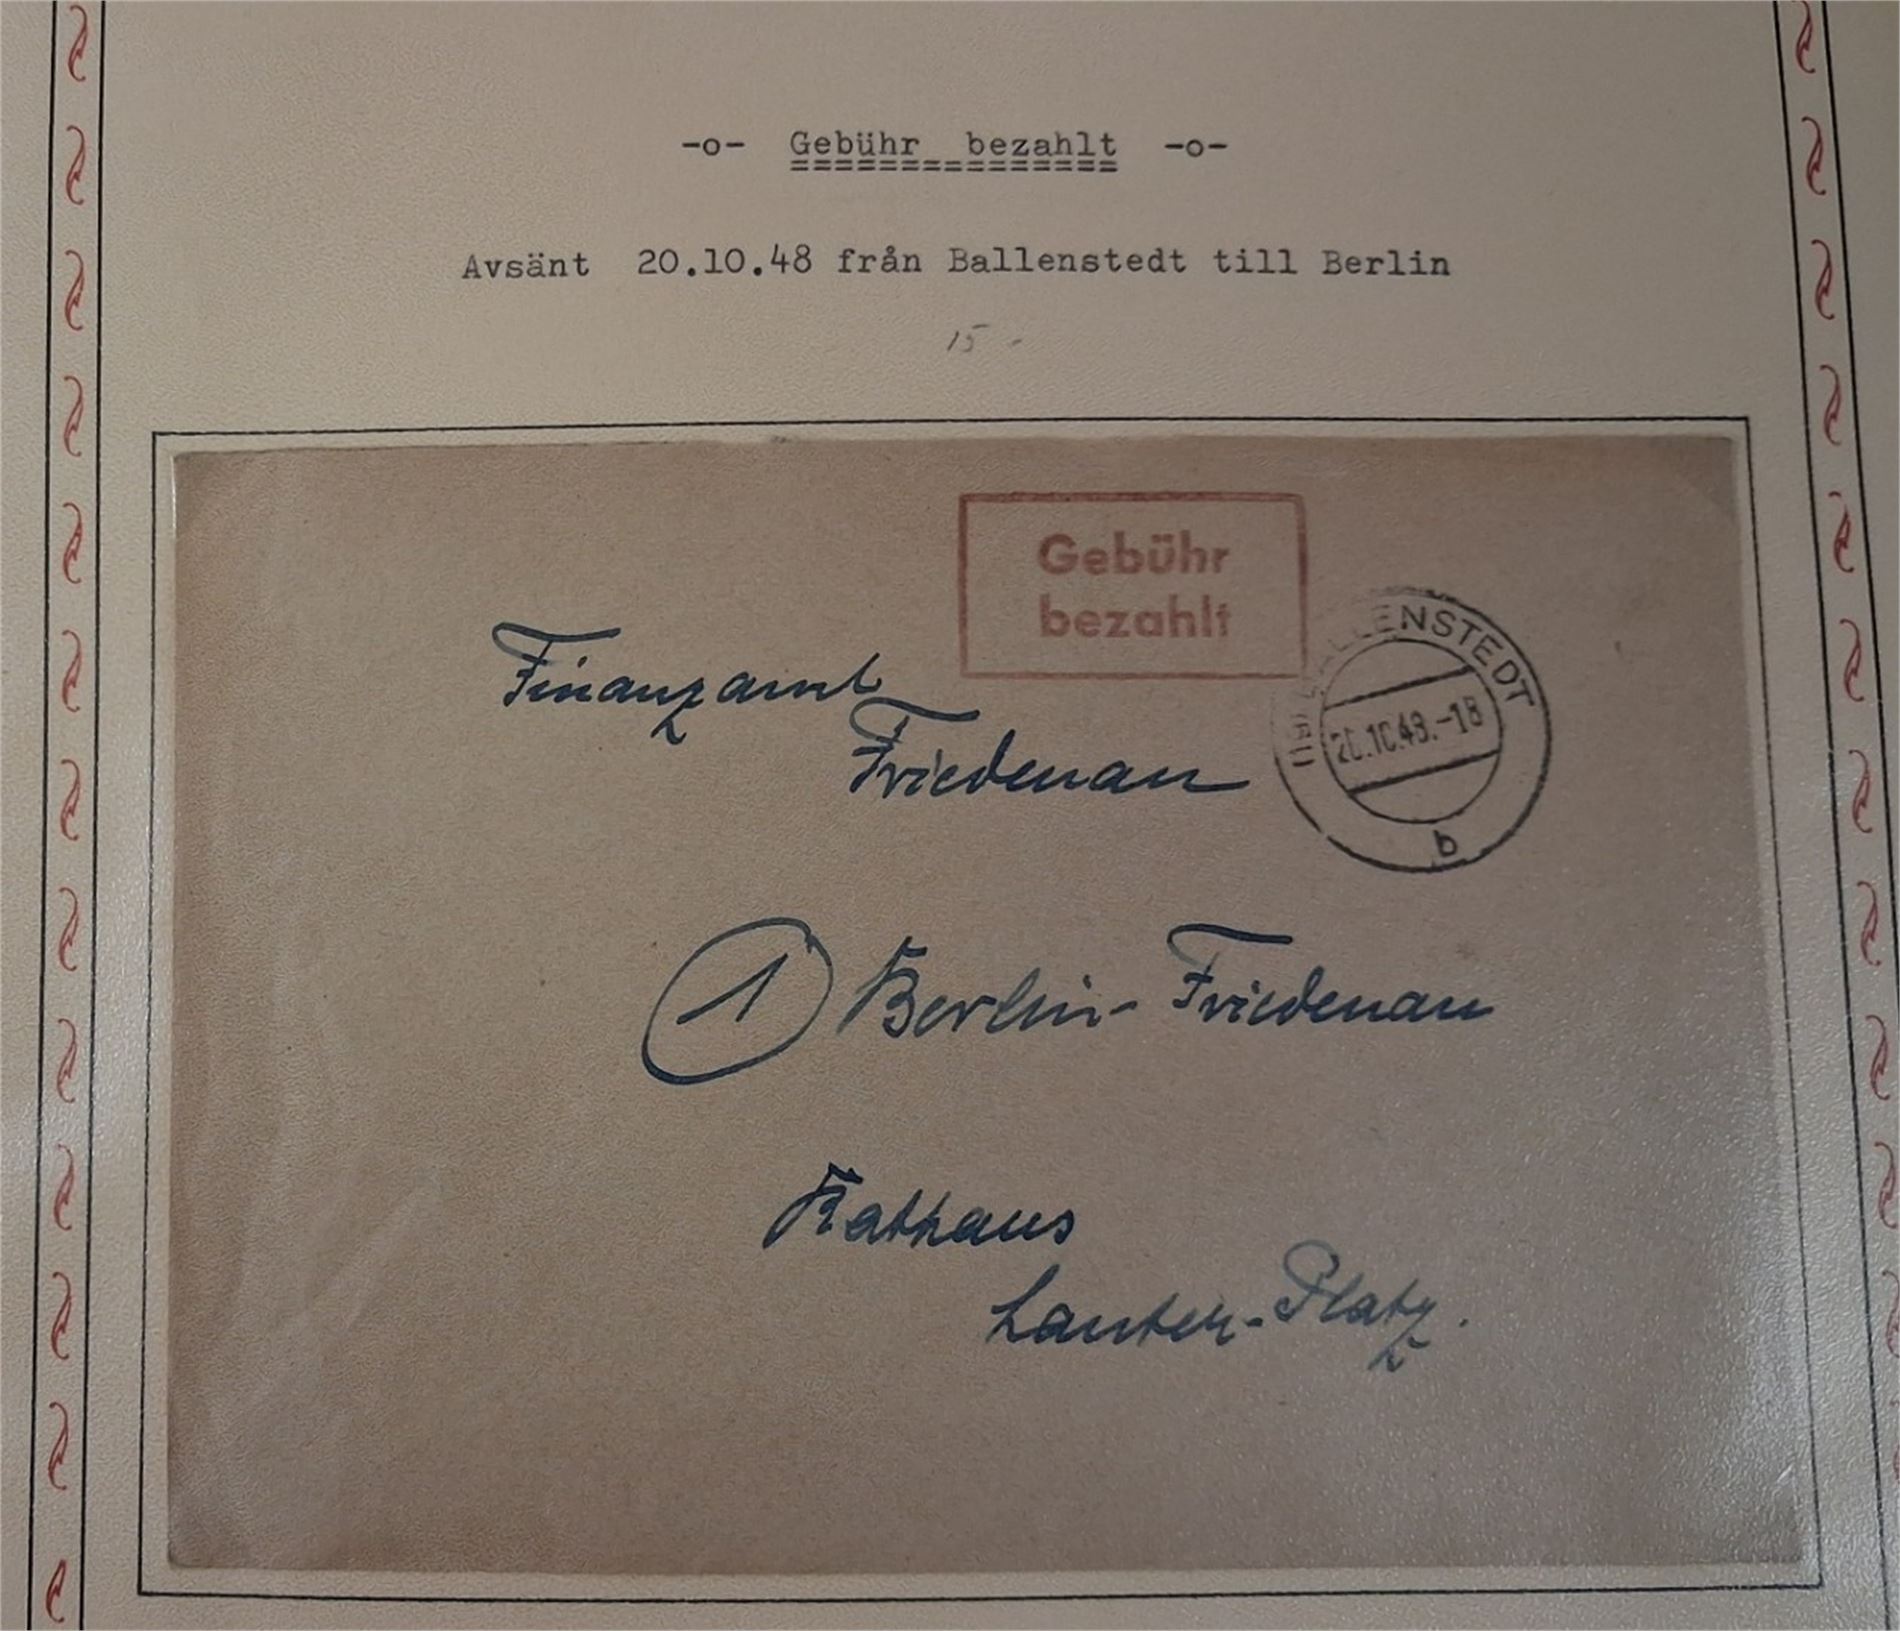 -o- Gebühr bezahlt -o-
Avsänt 20.10.48 från Ballenstedt till Berlin
15 -
Gebühr
bezahlt
BALLENSTEDT
20.10.48.-18
b
Finanzamt
Friedenau
1 Berlin-Friedenau
Rathaus
Lauter-Platz.